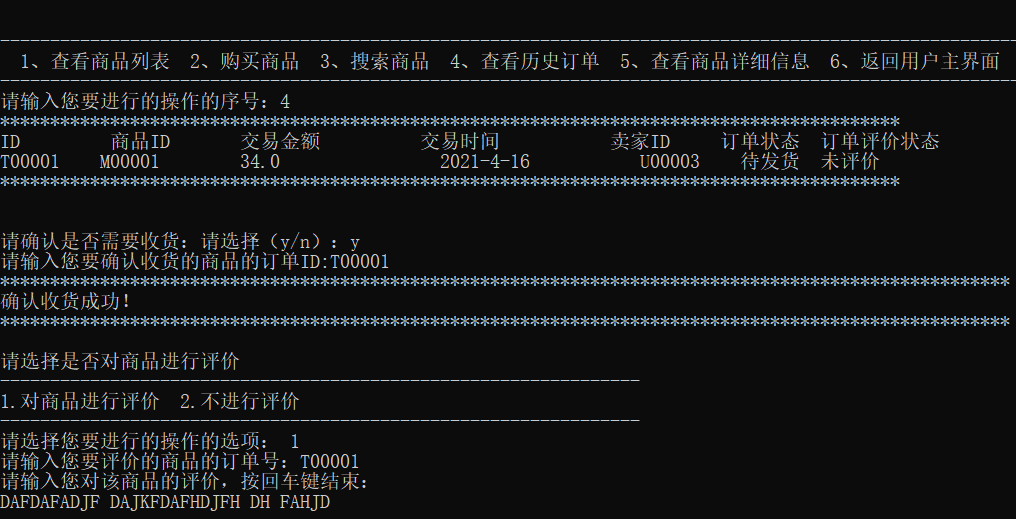 --------------------------------------------------------------------------------------------------
1、查看商品列表 2、购买商品 3、搜索商品 4、查看历史订单 5、查看商品详细信息 6、返回用户主界面
--------------------------------------------------------------------------------------------------
请输入您要进行的操作的序号：4
******************************************************************************************
ID 商品ID 交易金额 交易时间 卖家ID 订单状态 订单评价状态
T00001 M00001 34.0 2021-4-16 U00003 待发货 未评价
******************************************************************************************
请确认是否需要收货：请选择（y/n）：y
请输入您要确认收货的商品的订单ID:T00001
*****************************************************************************************************
确认收货成功!
*****************************************************************************************************
请选择是否对商品进行评价
----------------------------------------------------------------
1.对商品进行评价 2.不进行评价
----------------------------------------------------------------
请选择您要进行的操作的选项： 1
请输入您要评价的商品的订单号：T00001
请输入您对该商品的评价，按回车键结束：
DAFDAFADJF DAJKFDAFHDJFH DH FAHJD